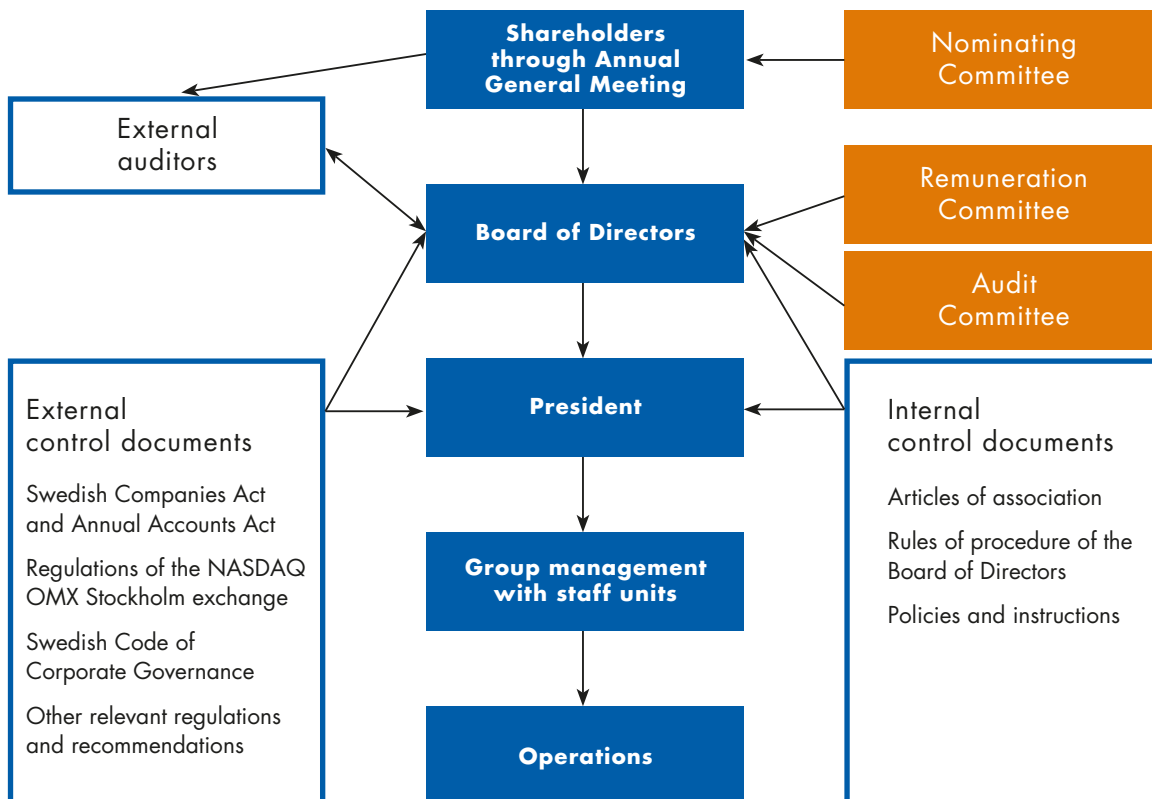 Shareholders
through Annual
General Meeting
Nominating
Committee
External
auditors
Remuneration
Committee
Board of Directors
Audit
Committee
External
control documents
Swedish Companies Act
and Annual Accounts Act
Regulations of the NASDAQ
OMX Stockholm exchange
Swedish Code of
Corporate Governance
Other relevant regulations
and recommendations
President
Group management
with staff units
Operations
Internal
control documents
Articles of association
Rules of procedure of the
Board of Directors
Policies and instructions